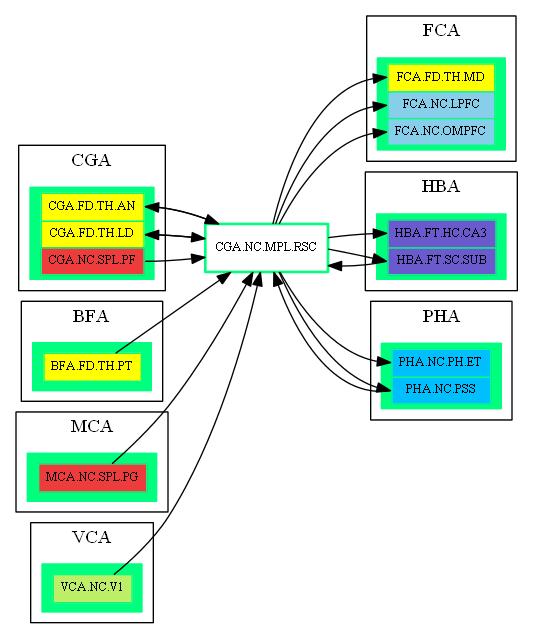 FCA
FCA.FD.TH.MD
FCA.NC.LPFC
FCA.NC.OMPFC
CGA
CGA.FD.TH.AN
CGA.FD.TH.LD
CGA.NC.SPL.PF
CGA.NC.MPL.RSC
HBA
HBA.FT.HC.CA3
HBA.FT.SC.SUB
BFA
BFA.FD.TH.PT
PHA
PHA.NC.PH.ET
PHA.NC.PSS
MCA
MCA.NC.SPL.PG
VCA
VCA.NC.V1